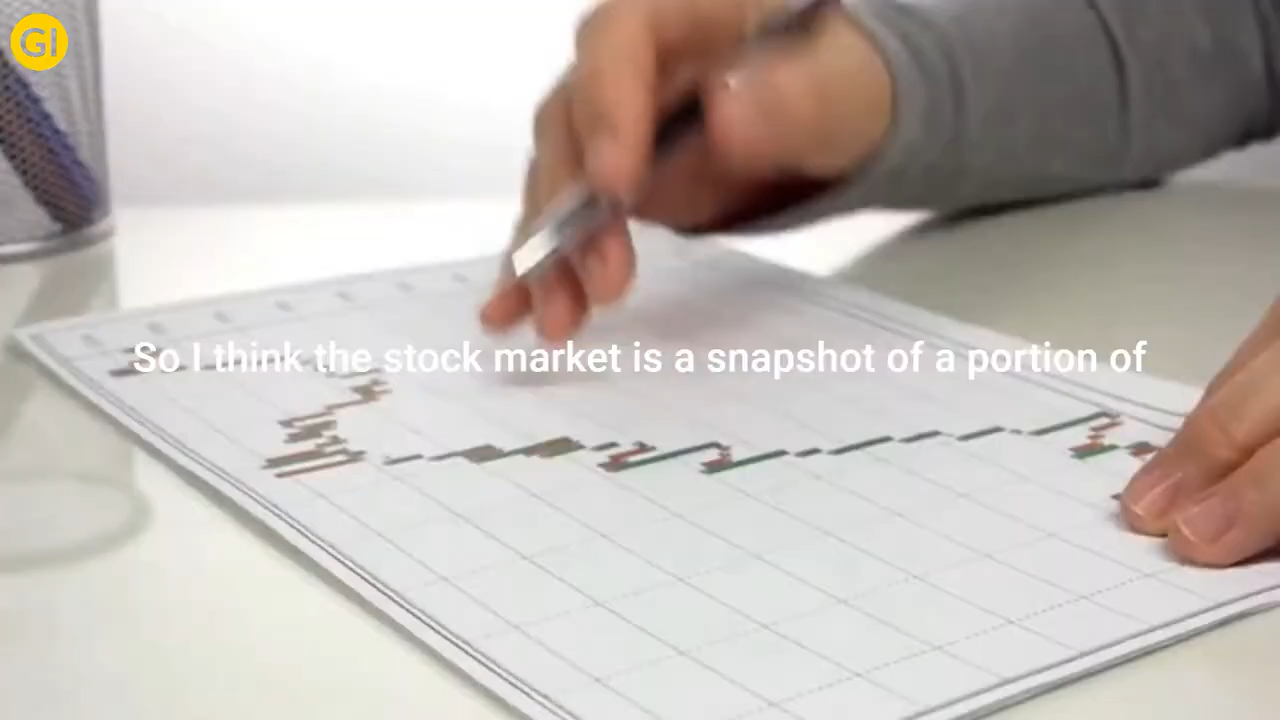 GI
So I think the stock market is a snapshot of a portion of